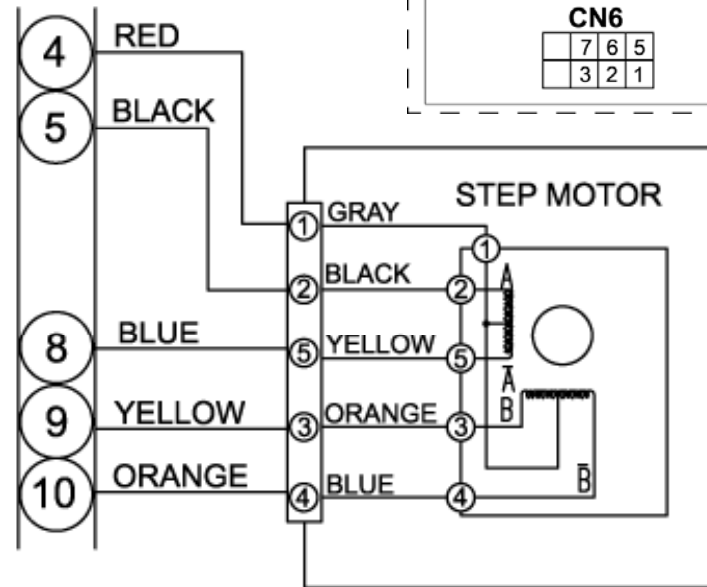 CN6
7 6 5
3 2 1
4 RED
5 BLACK
STEP MOTOR
1 GRAY 1
2 BLACK 2 A
8 BLUE 5 YELLOW 5 Ā
9 YELLOW 3 ORANGE 3 B
10 ORANGE 4 BLUE 4 B̄